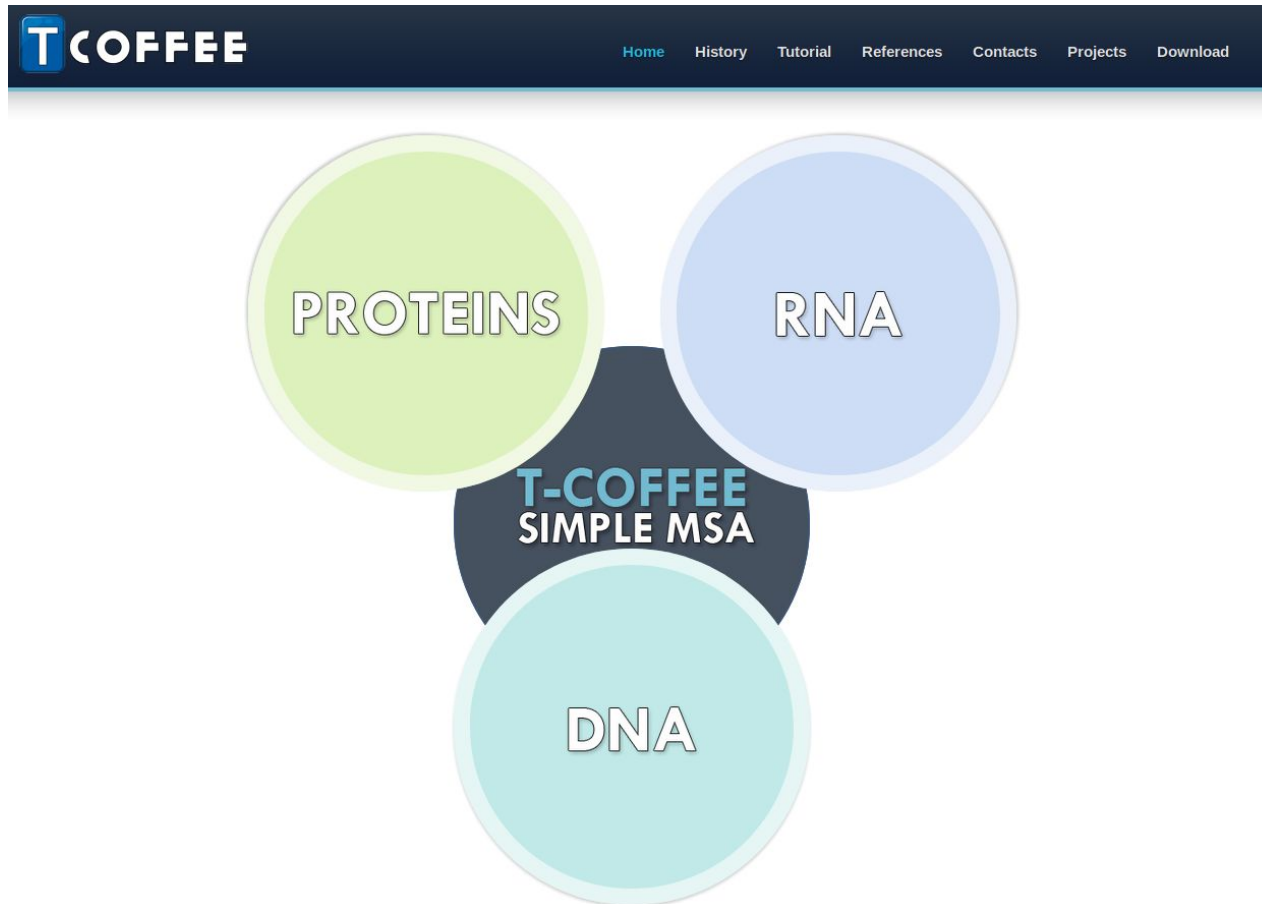 TCOFFEE
Home History Tutorial References Contacts Projects Download
PROTEINS
RNA
T-COFFEE
SIMPLE MSA
DNA